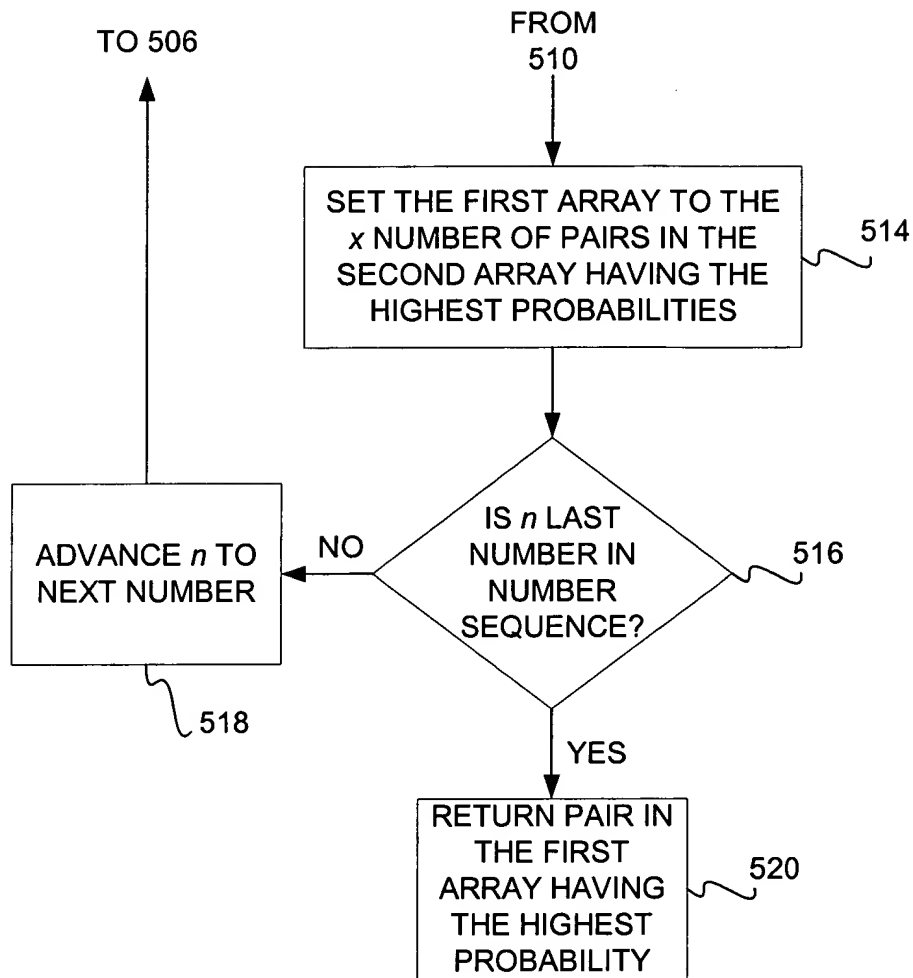 TO 506
FROM
510
SET THE FIRST ARRAY TO THE
x NUMBER OF PAIRS IN THE
SECOND ARRAY HAVING THE
HIGHEST PROBABILITIES
514
IS n LAST
NUMBER IN
NUMBER
SEQUENCE?
516
NO
ADVANCE n TO
NEXT NUMBER
518
YES
RETURN PAIR IN
THE FIRST
ARRAY HAVING
THE HIGHEST
PROBABILITY
520